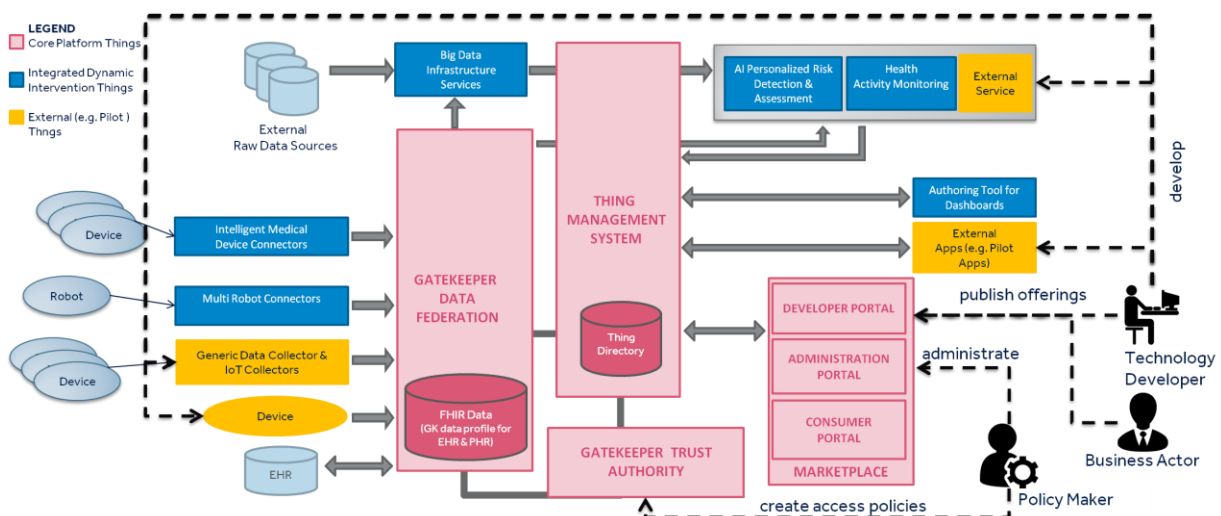 LEGEND
Core Platform Things
Integrated Dynamic
Intervention Things
External (e.g. Pilot )
Thngs
External
Raw Data Sources
Big Data
Infrastructure
Services
AI Personalized Risk
Detection &
Assessment
Health
Activity Monitoring
External
Service
develop
Device
Intelligent Medical
Device Connectors
Robot
Multi Robot Connectors
Device
Generic Data Collector &
IoT Collectors
Device
EHR
GATEKEEPER
DATA
FEDERATION
FHIR Data
(GK data profile for
EHR & PHR)
THING
MANAGEMENT
SYSTEM
Thing
Directory
GATEKEEPER TRUST
AUTHORITY
Authoring Tool for
Dashboards
External
Apps (e.g. Pilot
Apps)
DEVELOPER PORTAL
ADMINISTRATION
PORTAL
CONSUMER
PORTAL
MARKETPLACE
publish offerings
administrate
Technology
Developer
Business Actor
Policy Maker
create access policies